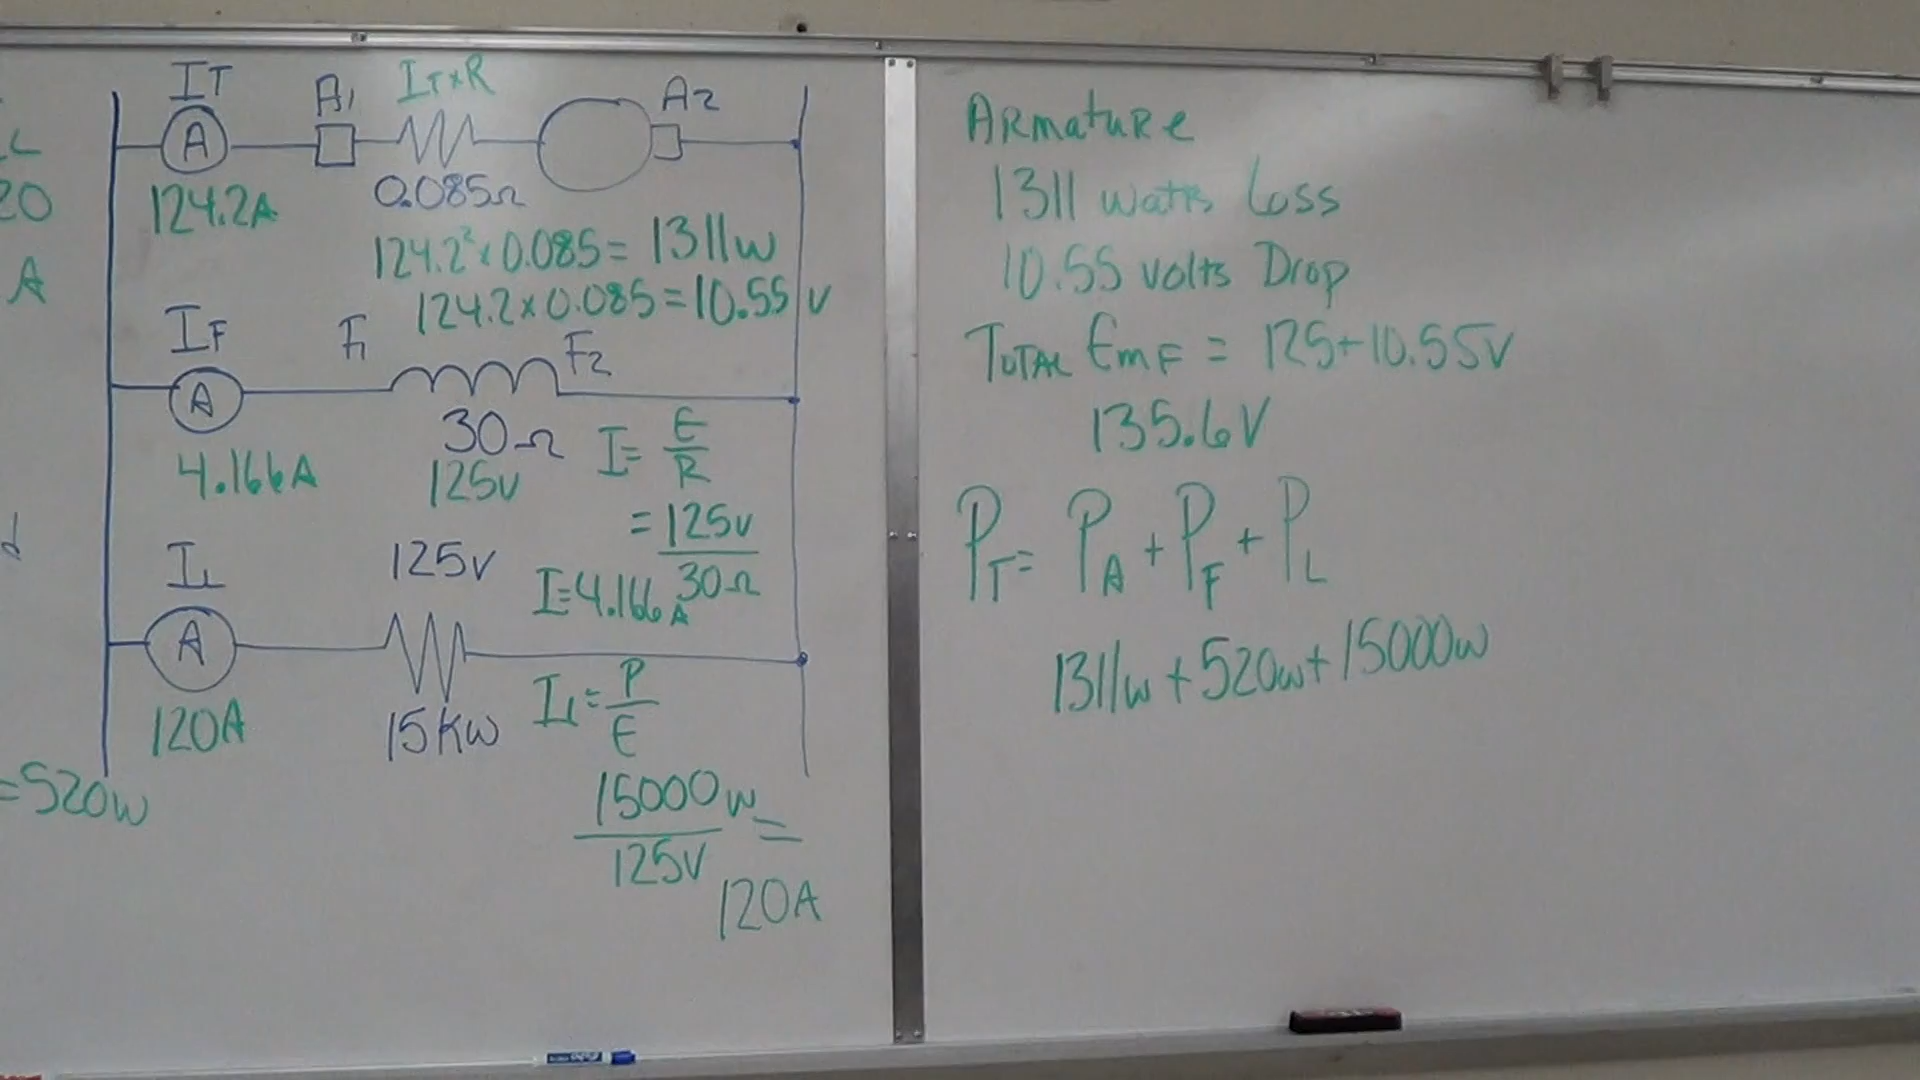 L
20
A
d
=520w
IT
A
124.2A
A1
IT×R
A2
0.085Ω
124.2²×0.085=1311w
124.2×0.085=10.55v
IF
A
4.166A
F1
F2
30Ω
125v
I=E/R
=125v/30Ω
I=4.166A
IL
A
120A
125v
15Kw
IL=P/E
15000w/125v=
120A
ARmatuRe
1311 watts Loss
10.55 volts Drop
TOTAL EmF = 125+10.55v
135.6V
PT= PA + PF + PL
1311w+520w+15000w